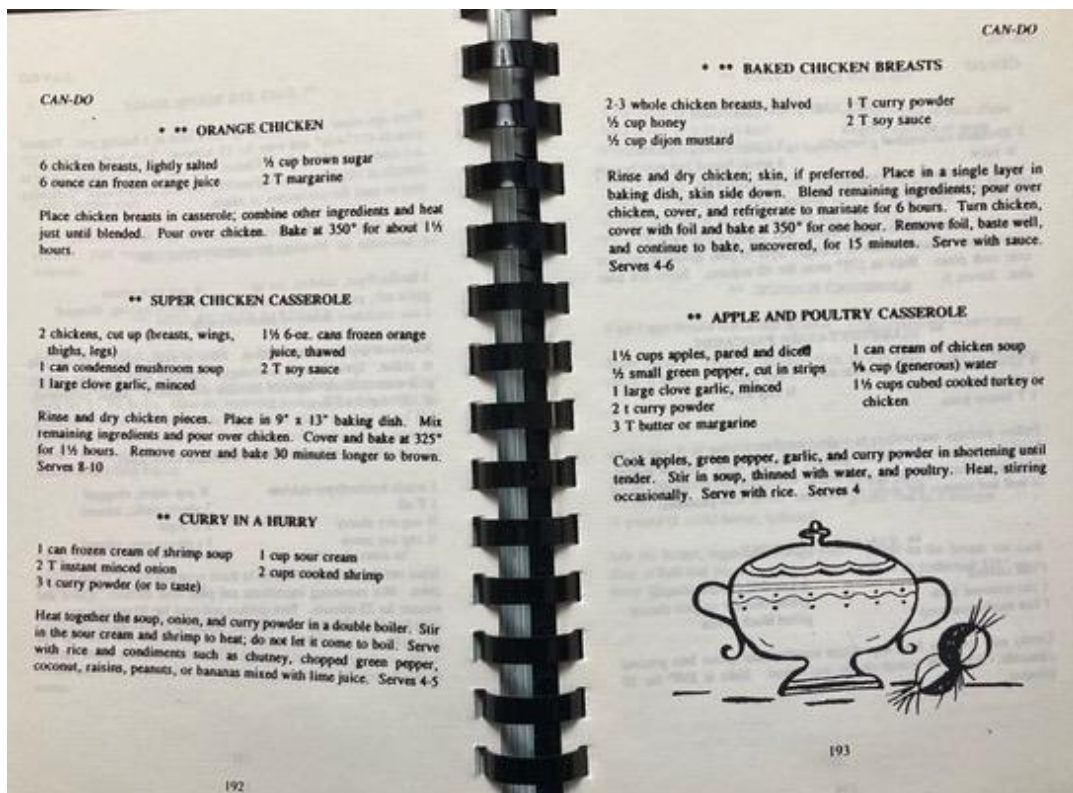 CAN-DO
* ** ORANGE CHICKEN
6 chicken breasts, lightly salted
6 ounce can frozen orange juice
½ cup brown sugar
2 T margarine
Place chicken breasts in casserole; combine other ingredients and heat
just until blended. Pour over chicken. Bake at 350° for about 1½
hours.
** SUPER CHICKEN CASSEROLE
2 chickens, cut up (breasts, wings,
thighs, legs)
1 can condensed mushroom soup
1 large clove garlic, minced
1½ 6-oz. cans frozen orange
juice, thawed
2 T soy sauce
Rinse and dry chicken pieces. Place in 9" x 13" baking dish. Mix
remaining ingredients and pour over chicken. Cover and bake at 325°
for 1½ hours. Remove cover and bake 30 minutes longer to brown.
Serves 8-10
** CURRY IN A HURRY
1 can frozen cream of shrimp soup
2 T instant minced onion
3 t curry powder (or to taste)
1 cup sour cream
2 cups cooked shrimp
Heat together the soup, onion, and curry powder in a double boiler. Stir
in the sour cream and shrimp to heat; do not let it come to boil. Serve
with rice and condiments such as chutney, chopped green pepper,
coconut, raisins, peanuts, or bananas mixed with lime juice. Serves 4-5
192
CAN-DO
* ** BAKED CHICKEN BREASTS
2-3 whole chicken breasts, halved
½ cup honey
½ cup dijon mustard
1 T curry powder
2 T soy sauce
Rinse and dry chicken; skin, if preferred. Place in a single layer in
baking dish, skin side down. Blend remaining ingredients; pour over
chicken, cover, and refrigerate to marinate for 6 hours. Turn chicken,
cover with foil and bake at 350° for one hour. Remove foil, baste well,
and continue to bake, uncovered, for 15 minutes. Serve with sauce.
Serves 4-6
** APPLE AND POULTRY CASSEROLE
1½ cups apples, pared and diced
½ small green pepper, cut in strips
1 large clove garlic, minced
2 t curry powder
3 T butter or margarine
1 can cream of chicken soup
cup (generous) water
1½ cups cubed cooked turkey or
chicken
Cook apples, green pepper, garlic, and curry powder in shortening until
tender. Stir in soup, thinned with water, and poultry. Heat, stirring
occasionally. Serve with rice. Serves 4
193